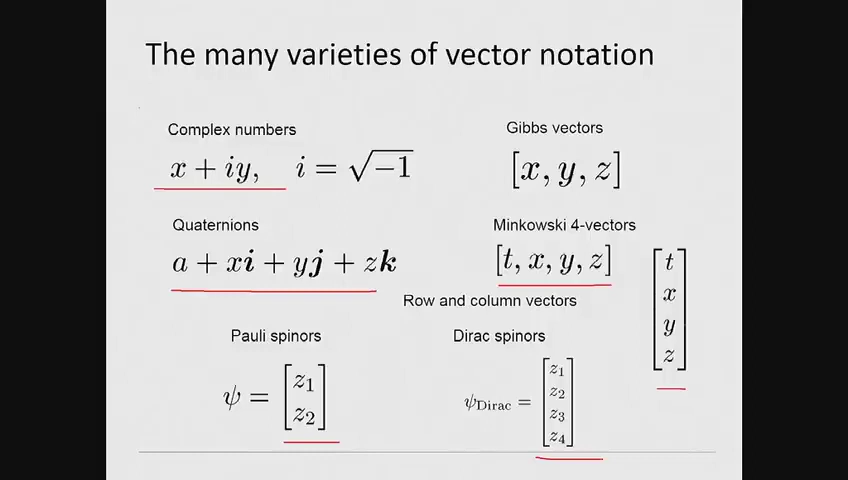 The many varieties of vector notation
Complex numbers
x + iy, i = √−1
Gibbs vectors
[x, y, z]
Quaternions
a + xi + yj + zk
Minkowski 4-vectors
[t, x, y, z]
Row and column vectors
t
x
y
z
Pauli spinors
ψ = [z₁
z₂]
Dirac spinors
ψDirac = [z₁
z₂
z₃
z₄]